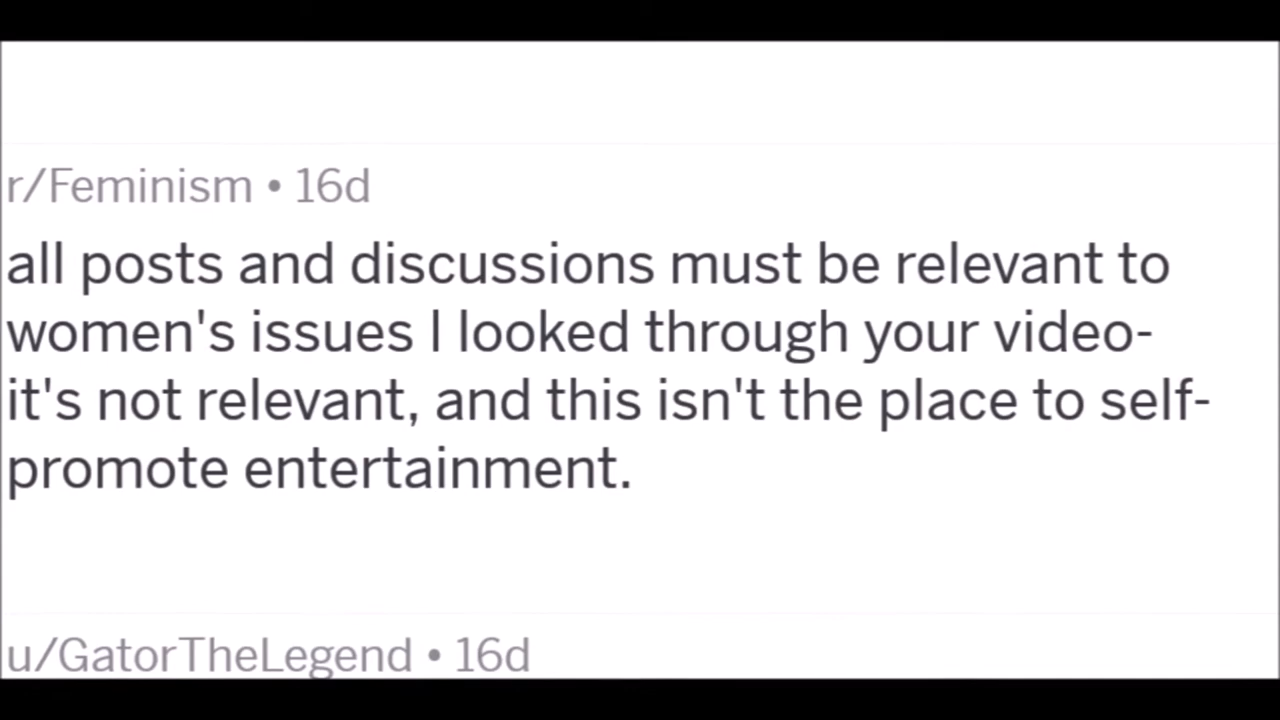 r/Feminism • 16d
all posts and discussions must be relevant to
women's issues I looked through your video-
it's not relevant, and this isn't the place to self-
promote entertainment.
u/GatorTheLegend • 16d